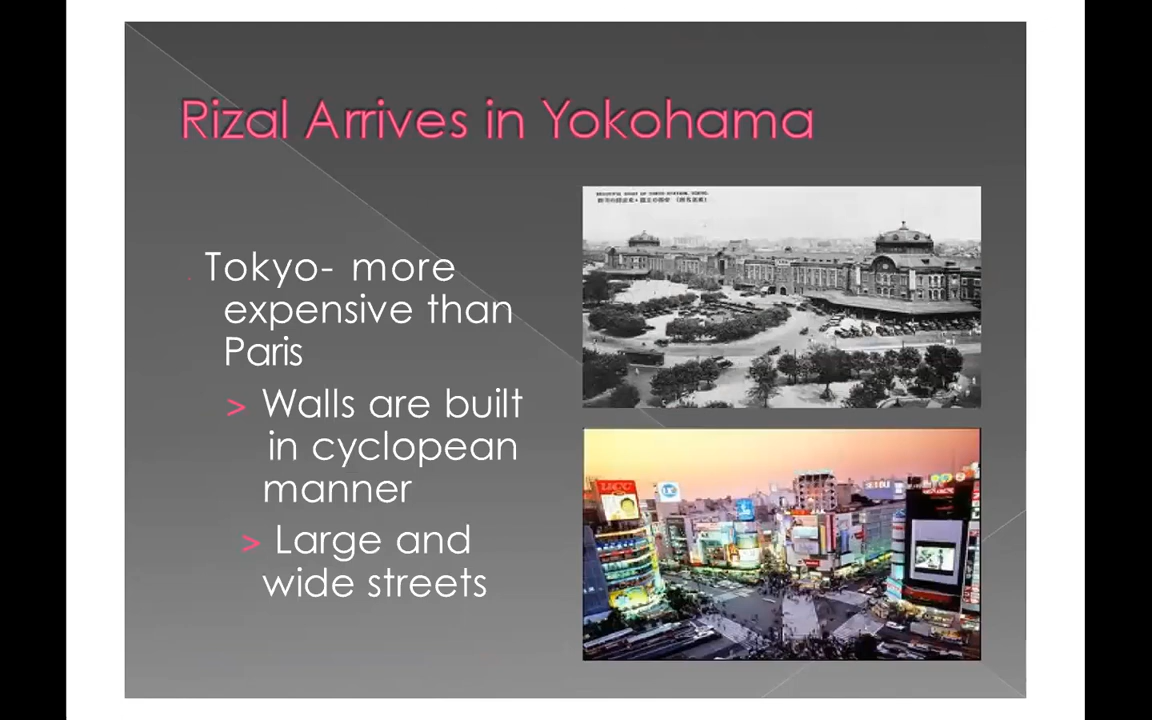 Rizal Arrives in Yokohama
Tokyo- more
expensive than
Paris
> Walls are built
in cyclopean
manner
> Large and
wide streets
UCC